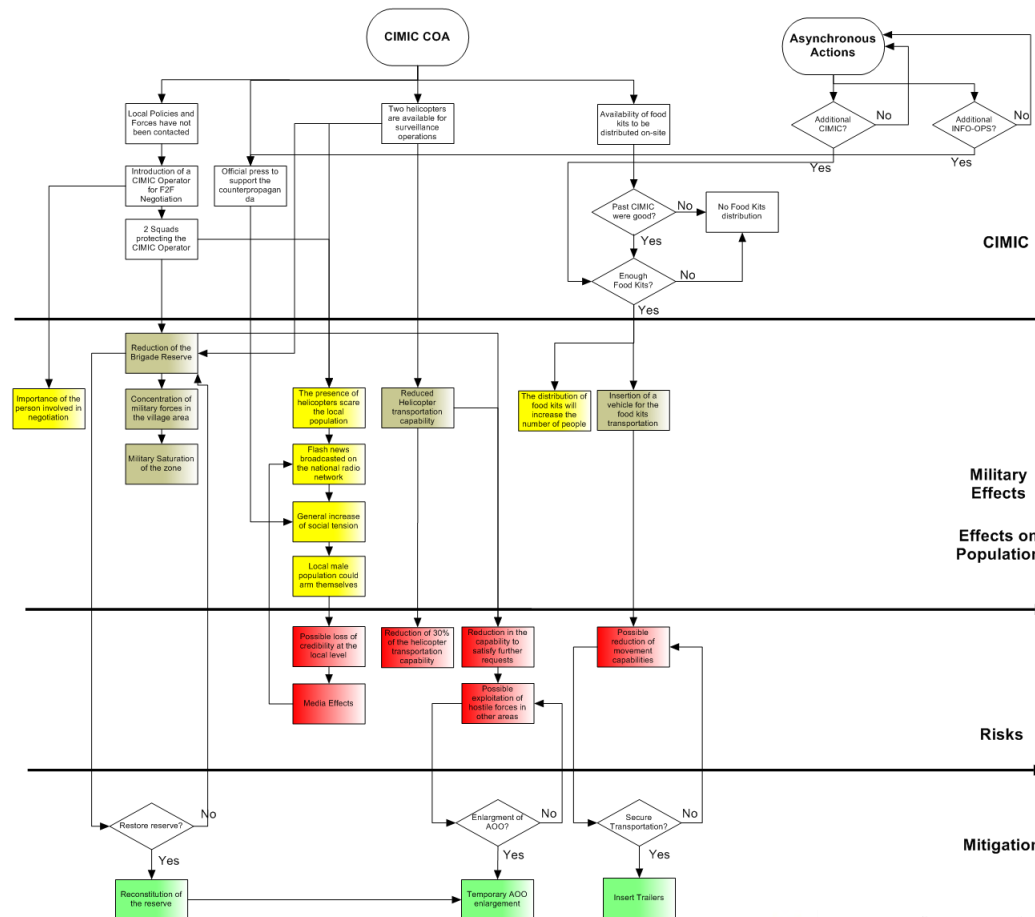 CIMIC COA
Asynchronous
Actions
Local Policies and
Forces have not
been contacted
Two helicopters
are available for
surveillance
operations
Availability of food
kits to be
distributed on-site
Additional
CIMIC?
No
Additional
INFO-OPS?
No
Yes
Yes
Introduction of a
CIMIC Operator
for F2F
Negotiation
Official press to
support the
counterpropagan
da
Past CIMIC
were good?
No
No Food Kits
distribution
Yes
2 Squads
protecting the
CIMIC Operator
CIMIC
Enough
Food Kits?
No
Yes
Reduction of the
Brigade Reserve
Importance of the
person involved in
negotiation
Concentration of
military forces in
the village area
The presence of
helicopters scare
the local
population
Reduced
Helicopter
transportation
capability
The distribution of
food kits will
increase the
number of people
Insertion of a
vehicle for the
food kits
transportation
Military Saturation
of the zone
Flash news
broadcasted on
the national radio
network
Military
Effects
General increase
of social tension
Effects on
Population
Local male
population could
arm themselves
Possible loss of
credibility at the
local level
Reduction of 30%
of the helicopter
transportation
capability
Reduction in the
capability to
satisfy further
requests
Possible
reduction of
movement
capabilities
Media Effects
Possible
exploitation of
hostile forces in
other areas
Risks
Restore reserve?
No
Enlargment of
AOO?
No
Secure
Transportation?
No
Mitigation
Yes
Yes
Yes
Reconstitution of
the reserve
Temporary AOO
enlargement
Insert Trailers